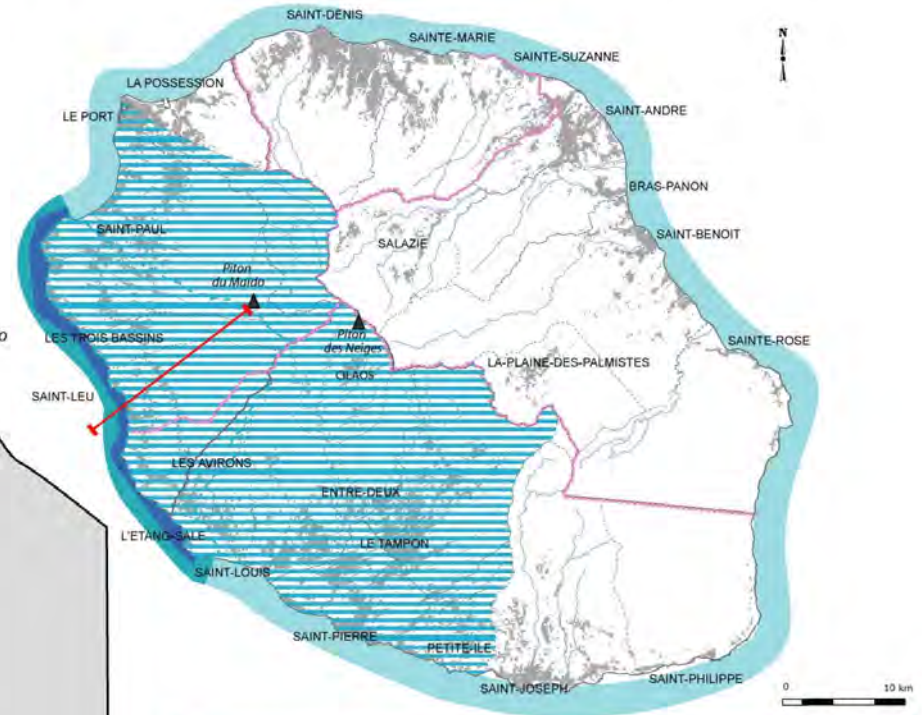 SAINT-DENIS
SAINTE-MARIE
N
SAINTE-SUZANNE
LA POSSESSION
SAINT-ANDRE
LE PORT
BRAS-PANON
SAINT-PAUL
SAINT-BENOIT
SALAZIE
Piton
du Maïdo
o
LES TROIS BASSINS
Piton
des Neiges
SAINTE-ROSE
LA-PLAINE-DES-PALMISTES
CILAOS
SAINT-LEU
LES AVIRONS
ENTRE-DEUX
L'ETANG-SALE
LE TAMPON
SAINT-LOUIS
SAINT-PIERRE
PETITE-ILE
SAINT-JOSEPH
SAINT-PHILIPPE
0 10 km